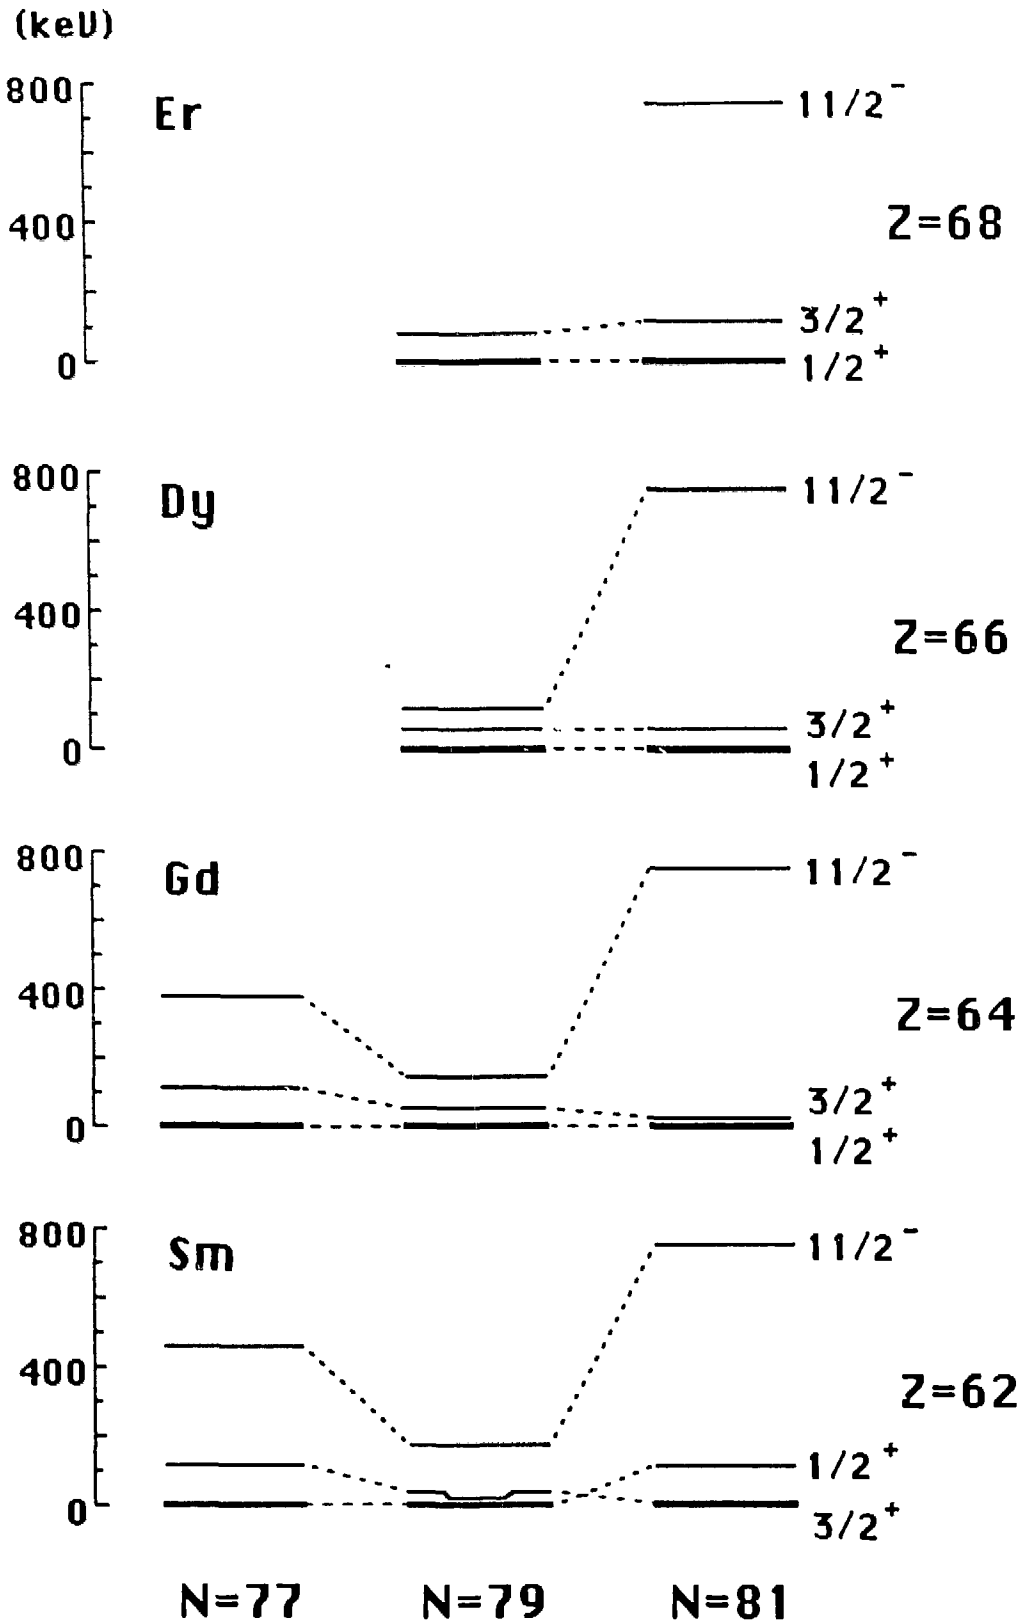 (keV)
800
Er
11/2⁻
400
Z=68
3/2⁺
0
1/2⁺
800
Dy
11/2⁻
400
Z=66
3/2⁺
0
1/2⁺
800
Gd
11/2⁻
400
Z=64
3/2⁺
0
1/2⁺
800
Sm
11/2⁻
400
Z=62
1/2⁺
0
3/2⁺
N=77 N=79 N=81